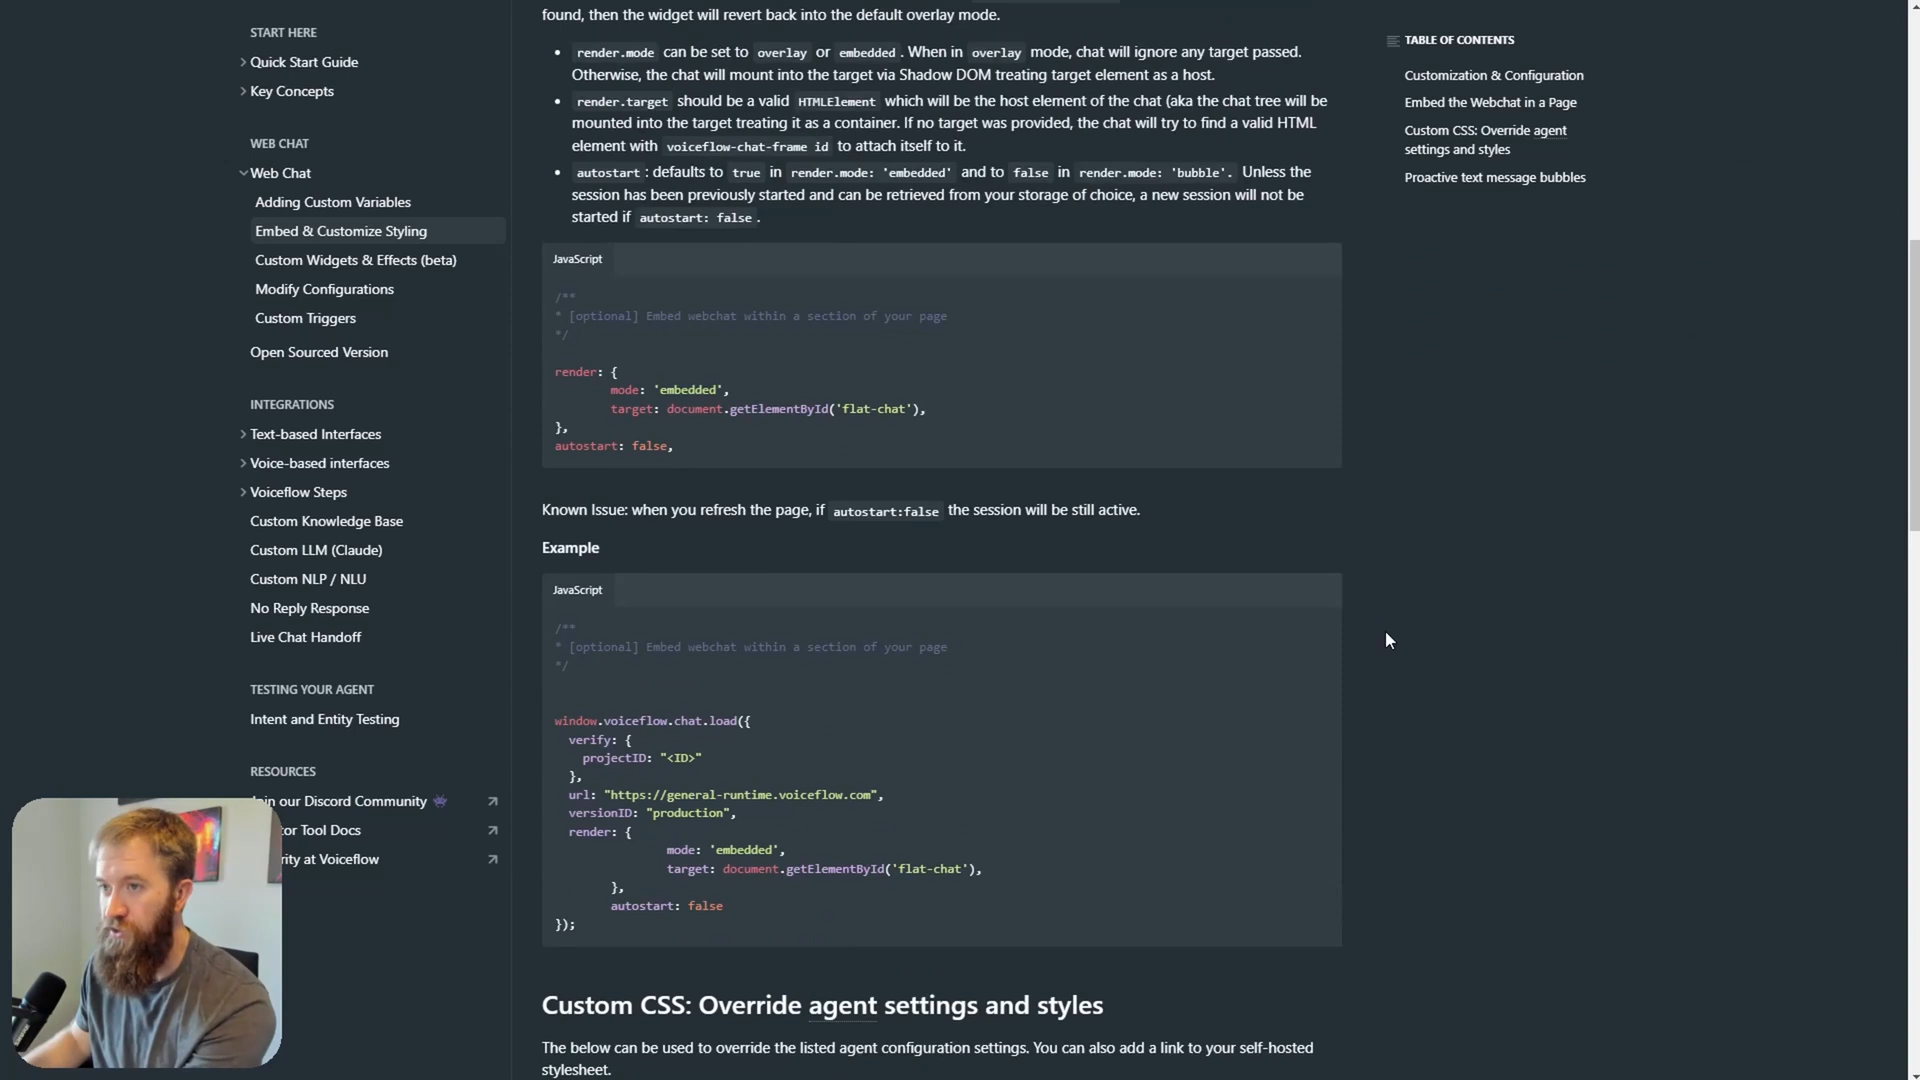 START HERE
Quick Start Guide
Key Concepts
WEB CHAT
Web Chat
Adding Custom Variables
Embed & Customize Styling
Custom Widgets & Effects (beta)
Modify Configurations
Custom Triggers
Open Sourced Version
INTEGRATIONS
Text-based Interfaces
Voice-based interfaces
Voiceflow Steps
Custom Knowledge Base
Custom LLM (Claude)
Custom NLP / NLU
No Reply Response
Live Chat Handoff
TESTING YOUR AGENT
Intent and Entity Testing
RESOURCES
in our Discord Community
tor Tool Docs
rity at Voiceflow
found, then the widget will revert back into the default overlay mode.
• render.mode can be set to overlay or embedded. When in overlay mode, chat will ignore any target passed.
Otherwise, the chat will mount into the target via Shadow DOM treating target element as a host.
• render.target should be a valid HTMLElement which will be the host element of the chat (aka the chat tree will be
mounted into the target treating it as a container. If no target was provided, the chat will try to find a valid HTML
element with voiceflow-chat-frame id to attach itself to it.
• autostart: defaults to true in render.mode: 'embedded' and to false in render.mode: 'bubble'. Unless the
session has been previously started and can be retrieved from your storage of choice, a new session will not be
started if autostart: false.
JavaScript
/**
* [optional] Embed webchat within a section of your page
*/
render: {
mode: 'embedded',
target: document.getElementById('flat-chat'),
},
autostart: false,
Known Issue: when you refresh the page, if autostart:false the session will be still active.
Example
JavaScript
/**
* [optional] Embed webchat within a section of your page
*/
window.voiceflow.chat.load({
verify: {
projectID: "<ID>"
},
url: "https://general-runtime.voiceflow.com",
versionID: "production",
render: {
mode: 'embedded',
target: document.getElementById('flat-chat'),
},
autostart: false
});
Custom CSS: Override agent settings and styles
The below can be used to override the listed agent configuration settings. You can also add a link to your self-hosted
stylesheet.
TABLE OF CONTENTS
Customization & Configuration
Embed the Webchat in a Page
Custom CSS: Override agent
settings and styles
Proactive text message bubbles